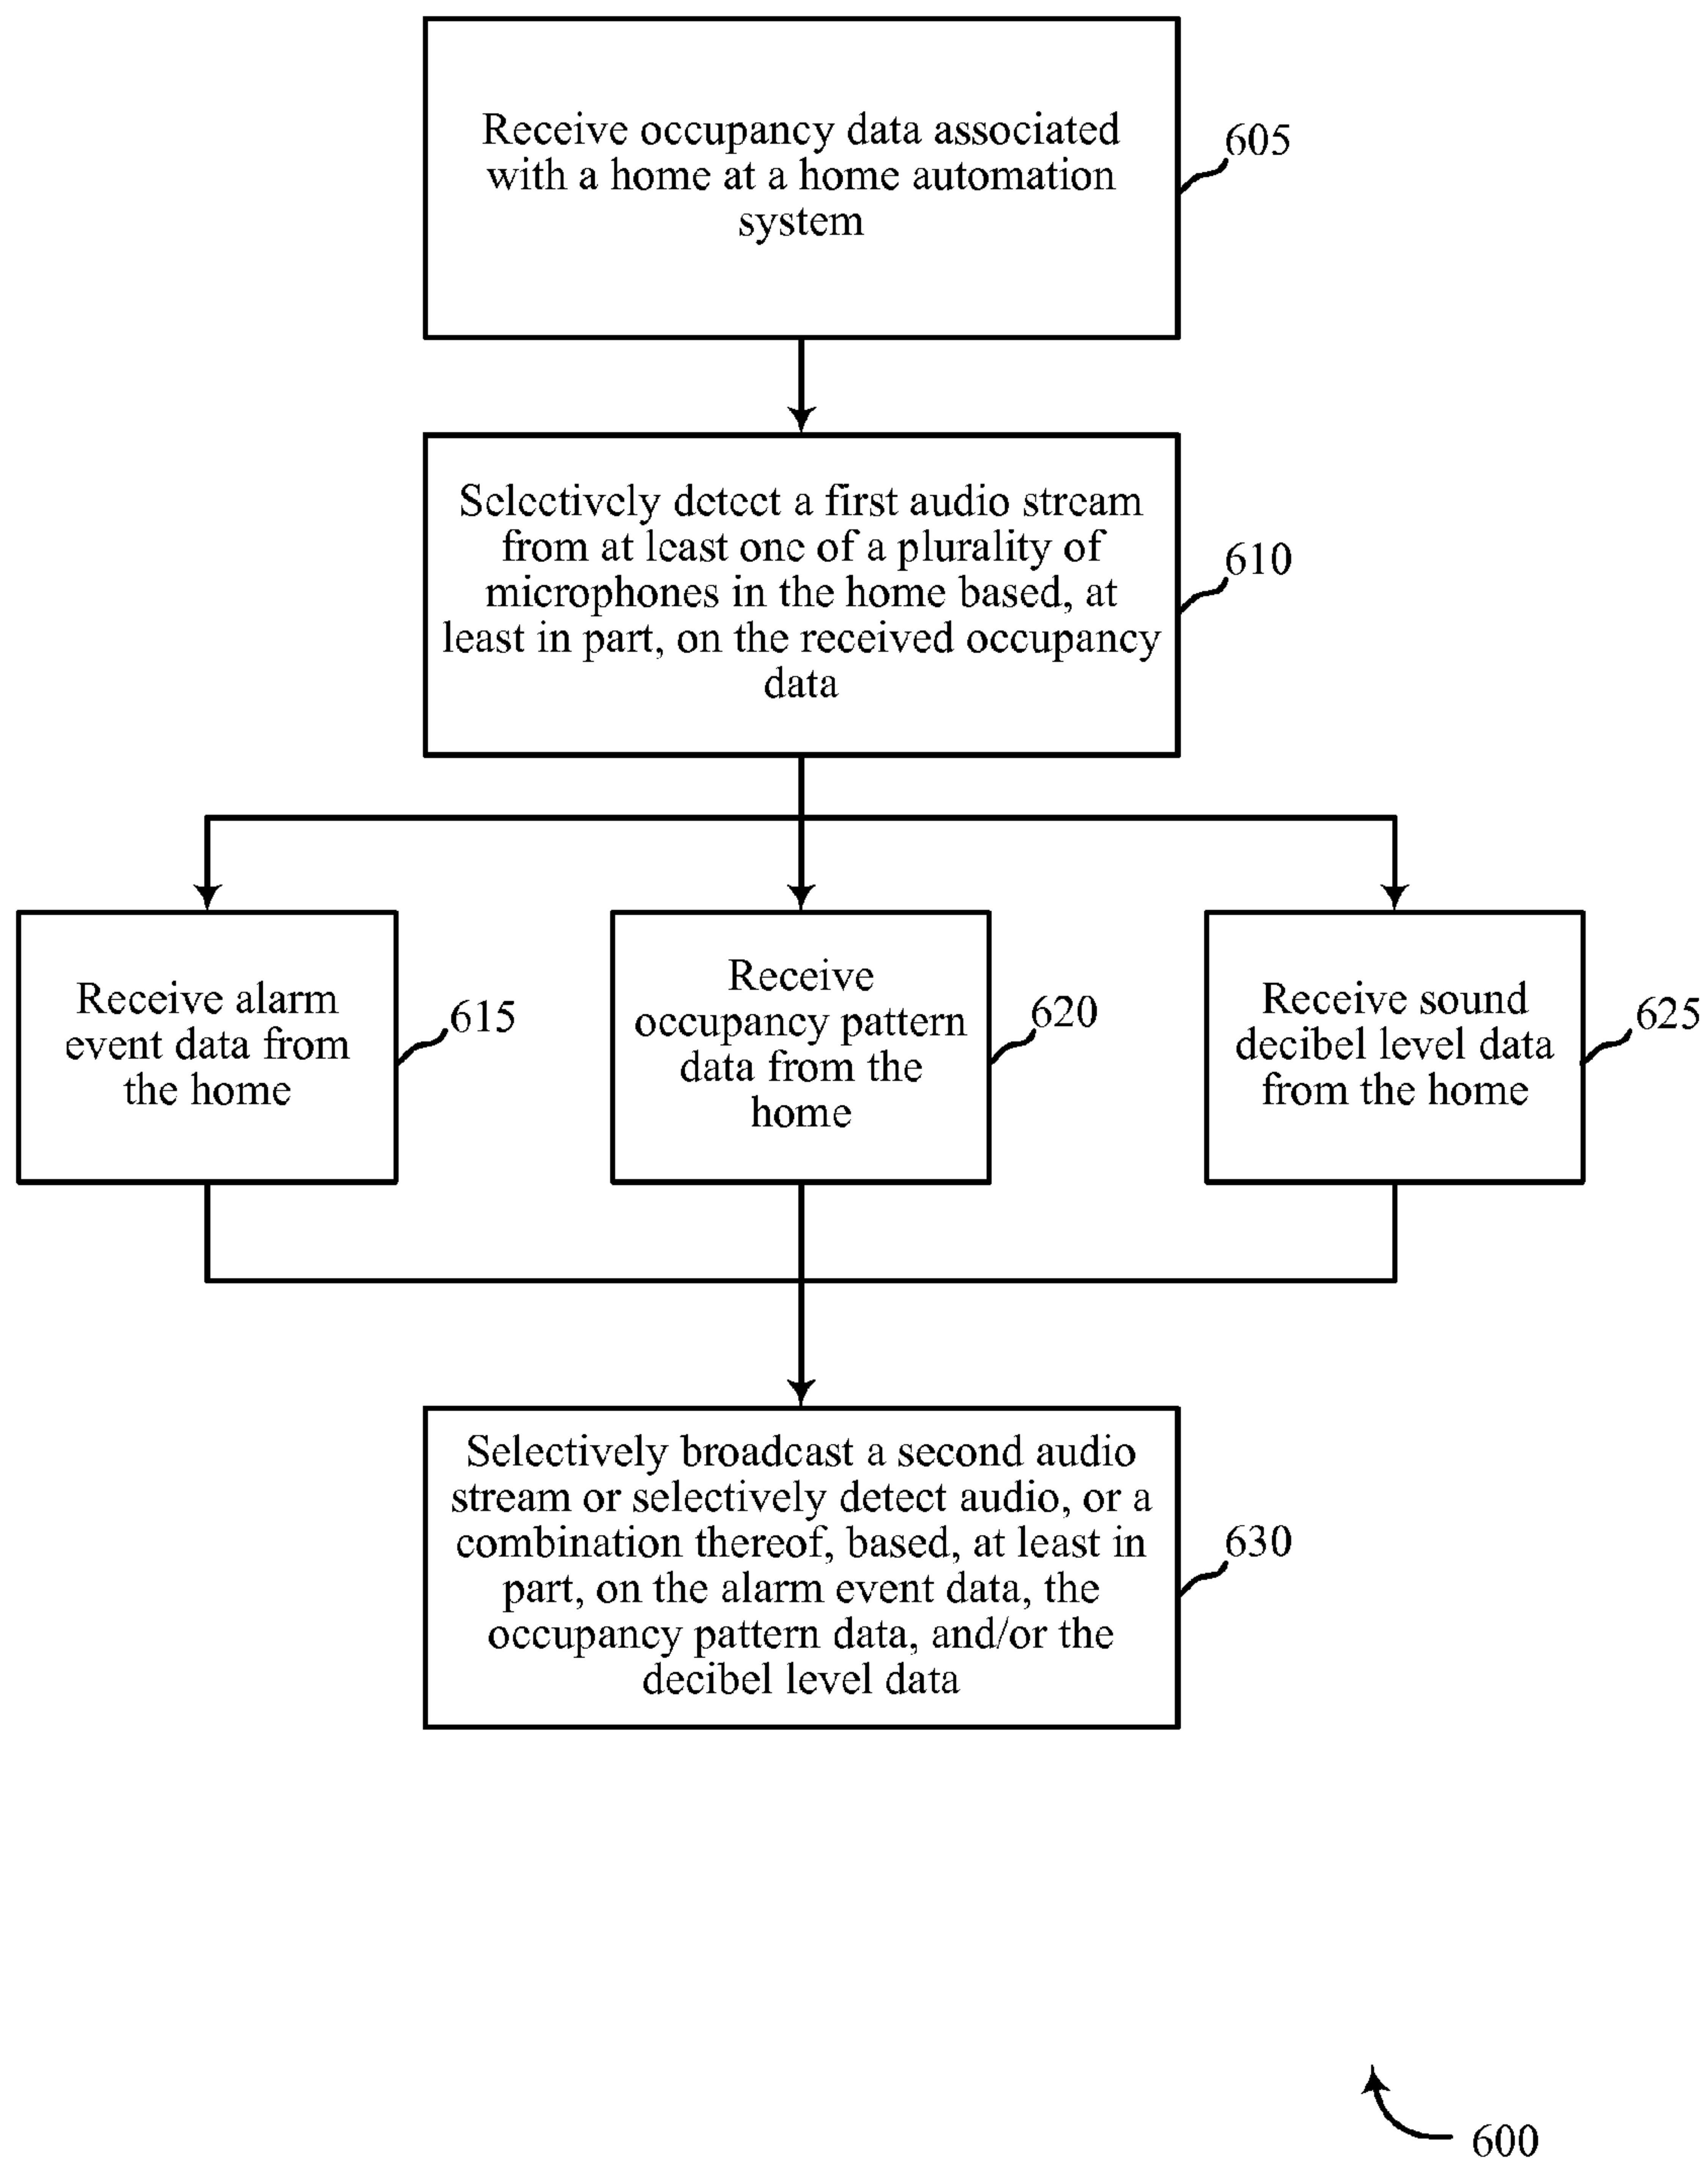 Receive occupancy data associated
with a home at a home automation
system
605
Selectively detect a first audio stream
from at least one of a plurality of
microphones in the home based, at
least in part, on the received occupancy
data
610
Receive alarm
event data from
the home
615
Receive
occupancy pattern
data from the
home
620
Receive sound
decibel level data
from the home
625
Selectively broadcast a second audio
stream or selectively detect audio, or a
combination thereof, based, at least in
part, on the alarm event data, the
occupancy pattern data, and/or the
decibel level data
630
600